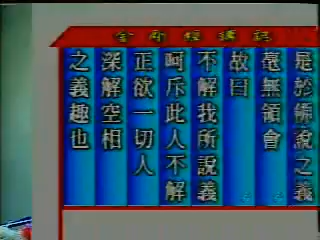 金剛經講記
是於佛說之義
毫無領會
故曰
不解我所說義
呵斥此人不解
正欲一切人
深解空相
之義趣也